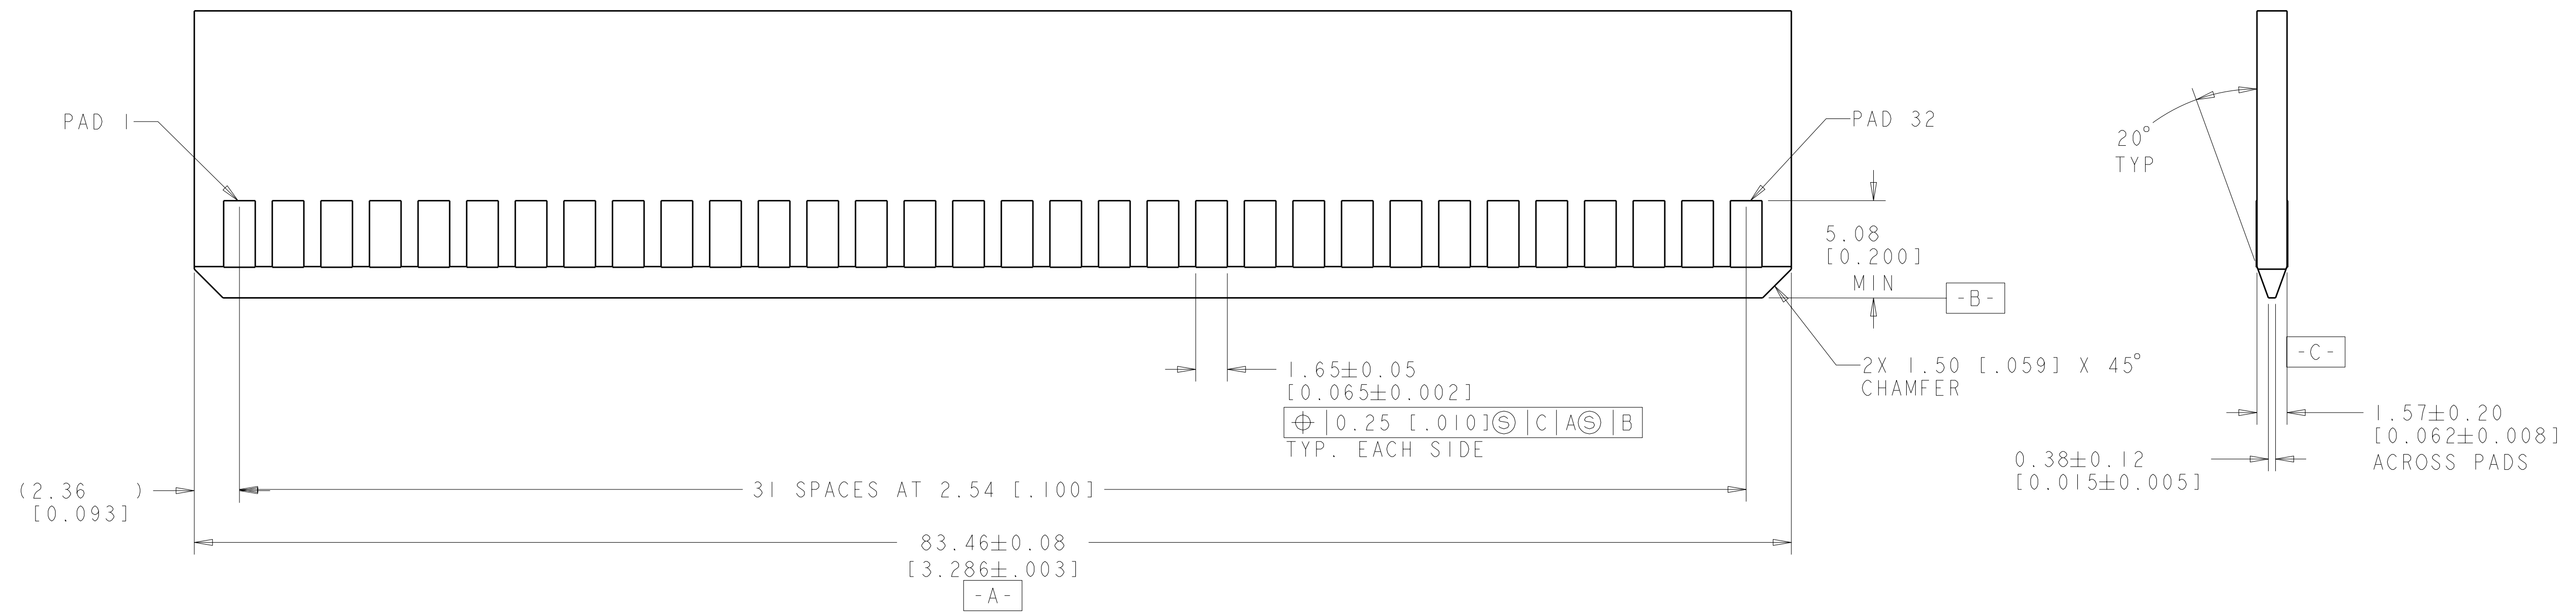 PAD 1
PAD 32
20°
TYP
5.08
[0.200]
MIN
-B-
-C-
2X 1.50 [.059] X 45°
CHAMFER
1.65±0.05
[0.065±0.002]
⌖ 0.25 [.010]Ⓢ C AⓈ B
TYP. EACH SIDE
1.57±0.20
[0.062±0.008]
ACROSS PADS
0.38±0.12
[0.015±0.005]
(2.36 )
[0.093]
31 SPACES AT 2.54 [.100]
83.46±0.08
[3.286±.003]
-A-